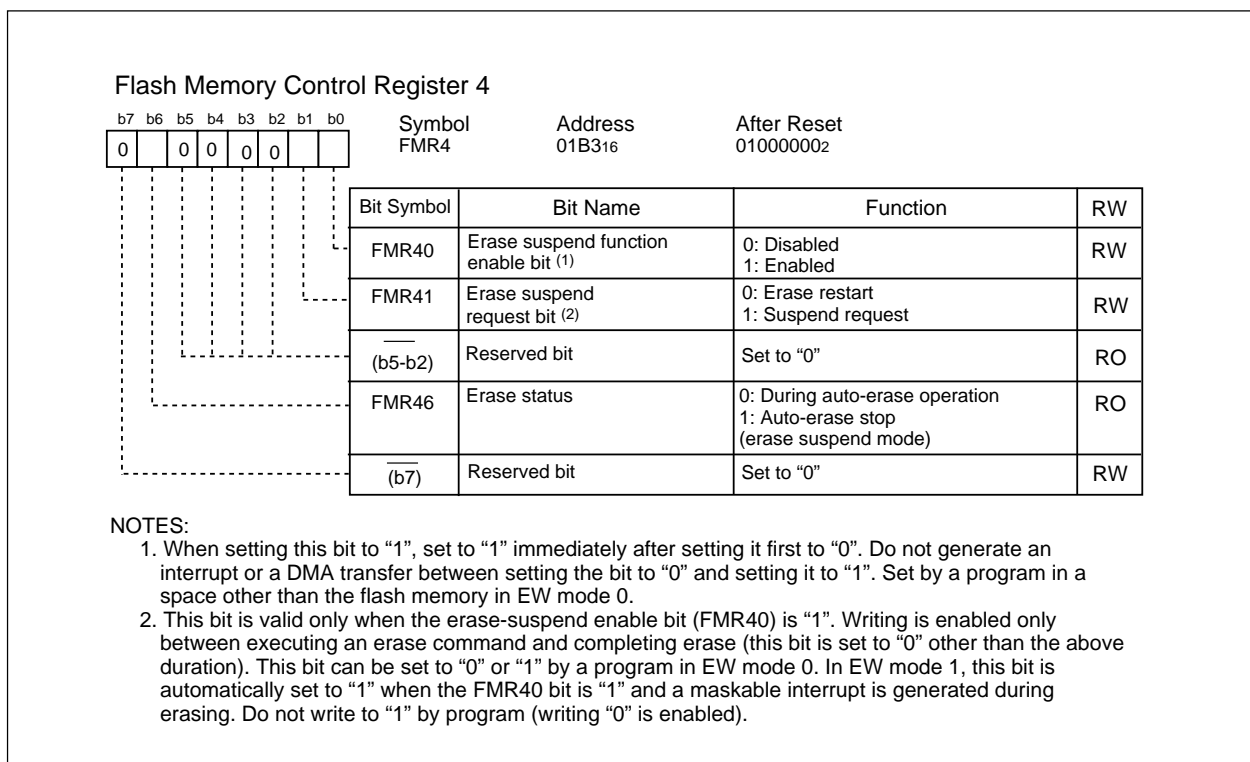 Flash Memory Control Register 4
b7 b6 b5 b4 b3 b2 b1 b0
Symbol Address After Reset
FMR4 01B316 010000002
0 0 0 0 0
Bit Symbol Bit Name Function RW
FMR40 Erase suspend function enable bit (1) 0: Disabled RW
1: Enabled
FMR41 Erase suspend request bit (2) 0: Erase restart RW
1: Suspend request
(b5-b2) Reserved bit Set to “0” RO
FMR46 Erase status 0: During auto-erase operation RO
1: Auto-erase stop
(erase suspend mode)
(b7) Reserved bit Set to “0” RW
NOTES:
1. When setting this bit to “1”, set to “1” immediately after setting it first to “0”. Do not generate an
interrupt or a DMA transfer between setting the bit to “0” and setting it to “1”. Set by a program in a
space other than the flash memory in EW mode 0.
2. This bit is valid only when the erase-suspend enable bit (FMR40) is “1”. Writing is enabled only
between executing an erase command and completing erase (this bit is set to “0” other than the above
duration). This bit can be set to “0” or “1” by a program in EW mode 0. In EW mode 1, this bit is
automatically set to “1” when the FMR40 bit is “1” and a maskable interrupt is generated during
erasing. Do not write to “1” by program (writing “0” is enabled).